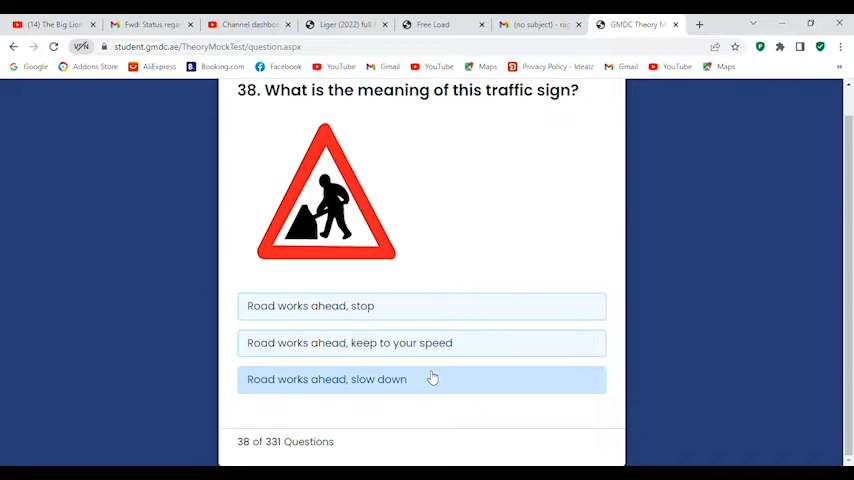 (14) The Big Lion
Fwd: Status regar
Channel dashboa
Liger (2022) full h
Free Load
(no subject) - rag
GMDC Theory M
student.gmdc.ae/TheoryMockTest/question.aspx
Google
Addons Store
AliExpress
Booking.com
Facebook
YouTube
Gmail
YouTube
Maps
Privacy Policy - Idealz
Gmail
YouTube
Maps
38. What is the meaning of this traffic sign?
Road works ahead, stop
Road works ahead, keep to your speed
Road works ahead, slow down
38 of 331 Questions